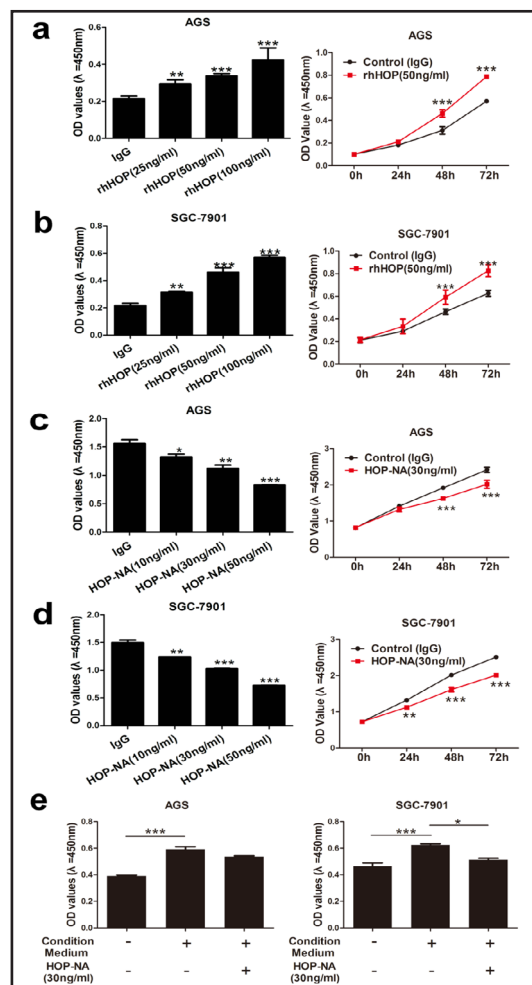 a
AGS
OD values (λ =450nm)
0.6
0.4
0.2
0.0
**
***
***
IgG
rhHOP(25ng/ml)
rhHOP(50ng/ml)
rhHOP(100ng/ml)
AGS
Control (IgG)
rhHOP(50ng/ml)
OD Value (λ =450nm)
1.0
0.8
0.6
0.4
0.2
0.0
***
***
0h 24h 48h 72h
b
SGC-7901
OD values (λ =450nm)
0.8
0.6
0.4
0.2
0.0
**
***
***
IgG
rhHOP(25ng/ml)
rhHOP(50ng/ml)
rhHOP(100ng/ml)
SGC-7901
Control (IgG)
rhHOP(50ng/ml)
OD Value (λ =450nm)
1.0
0.8
0.6
0.4
0.2
0.0
***
***
0h 24h 48h 72h
c
AGS
OD values (λ =450nm)
2.0
1.5
1.0
0.5
0.0
*
**
***
IgG
HOP-NA(10ng/ml)
HOP-NA(30ng/ml)
HOP-NA(50ng/ml)
AGS
Control (IgG)
HOP-NA(30ng/ml)
OD Value (λ =450nm)
3
2
1
0
***
***
0h 24h 48h 72h
d
SGC-7901
OD values (λ =450nm)
2.0
1.5
1.0
0.5
0.0
**
***
***
IgG
HOP-NA(10ng/ml)
HOP-NA(30ng/ml)
HOP-NA(50ng/ml)
SGC-7901
Control (IgG)
HOP-NA(30ng/ml)
OD Value (λ =450nm)
3
2
1
0
**
***
***
0h 24h 48h 72h
e
AGS
OD values (λ =450nm)
0.8
0.6
0.4
0.2
0.0
***
SGC-7901
OD values (λ =450nm)
0.8
0.6
0.4
0.2
0.0
***
*
Condition
Medium
- + +
HOP-NA
(30ng/ml)
- - +
Condition
Medium
- + +
HOP-NA
(30ng/ml)
- - +